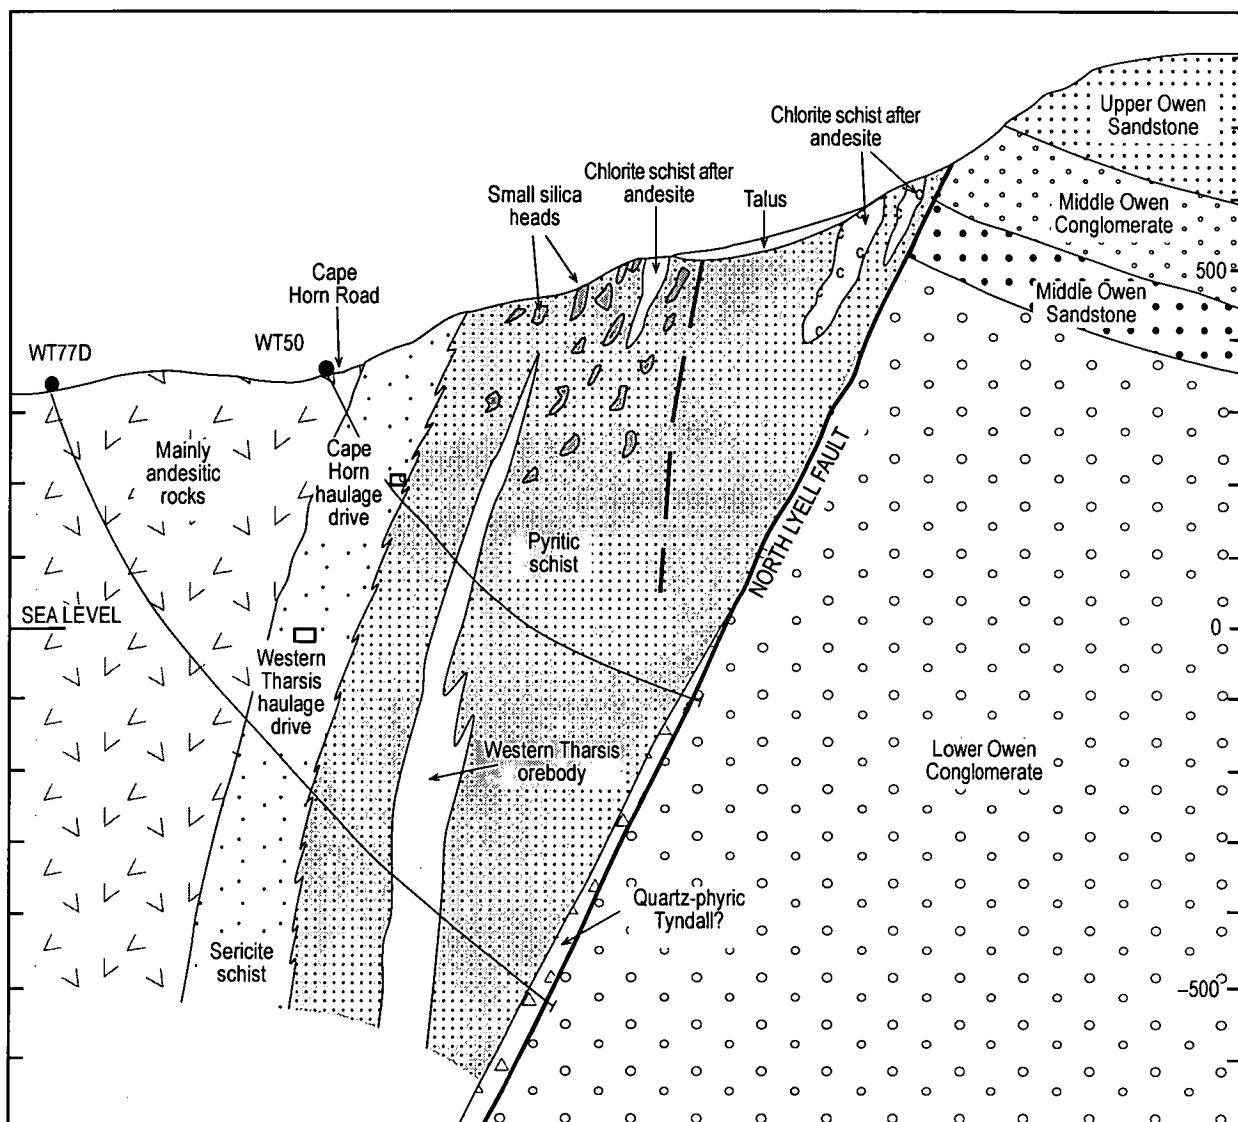 Upper Owen
Sandstone
Chlorite schist after
andesite
Chlorite schist after
andesite
Small silica
heads
Talus
Middle Owen
Conglomerate
Cape
Horn Road
500
Middle Owen
Sandstone
WT50
WT77D
Mainly
andesitic
rocks
Cape
Horn
haulage
drive
NORTH LYELL FAULT
Pyritic
schist
SEA LEVEL
0
Western
Tharsis
haulage
drive
Western Tharsis
orebody
Lower Owen
Conglomerate
Quartz-phyric
Tyndall?
Sericite
schist
–500